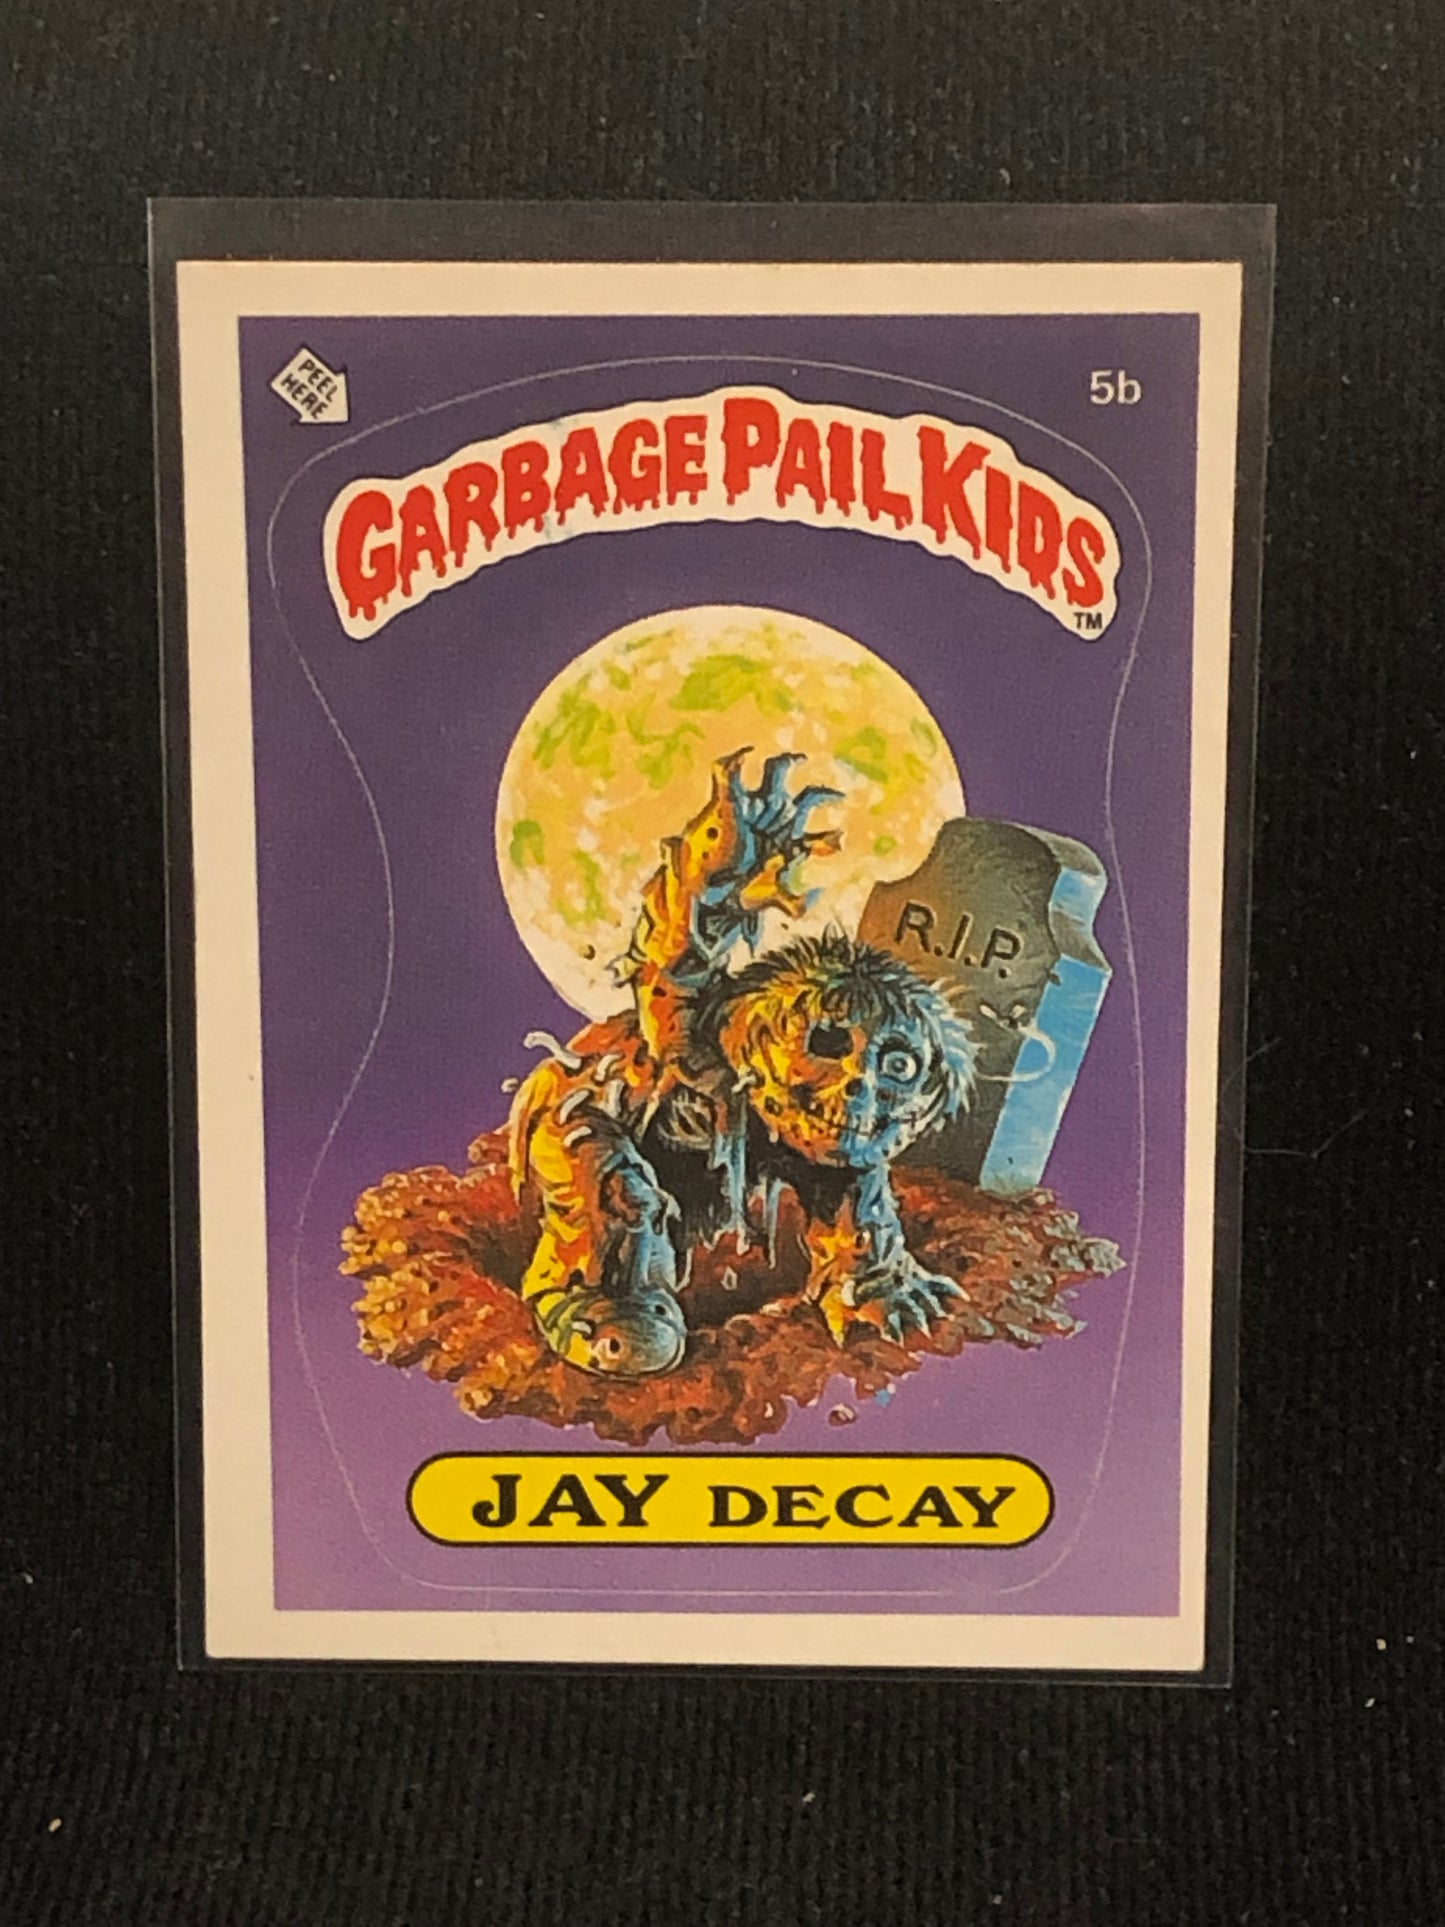 PEEL
HERE
5b
GARBAGE PAIL KIDS
TM
R.I.P.
JAY DECAY